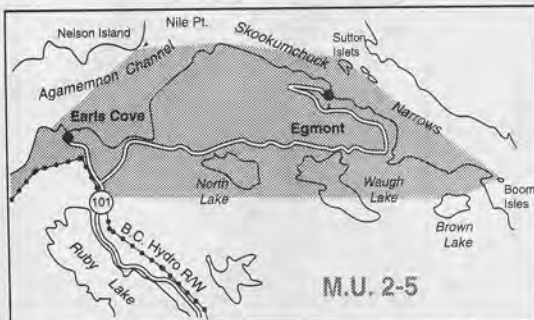 Nile Pt.
Nelson Island
Skookumchuck
Sutton
Islets
Agamemnon Channel
Narrows
Earls Cove
Egmont
North
Lake
Waugh
Lake
Boom
Isles
101
Brown
Lake
B.C. Hydro R/W
Ruby
Lake
M.U. 2-5